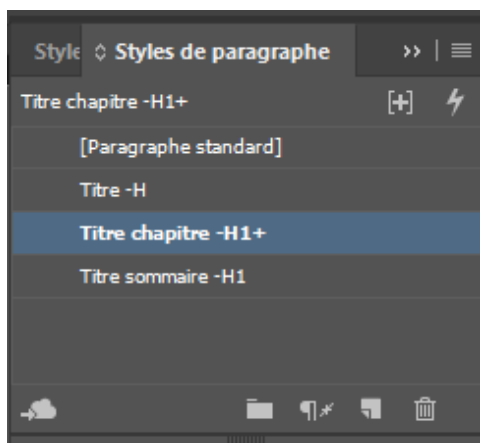 Style Styles de paragraphe
Titre chapitre -H1+
[Paragraphe standard]
Titre -H
Titre chapitre -H1+
Titre sommaire -H1